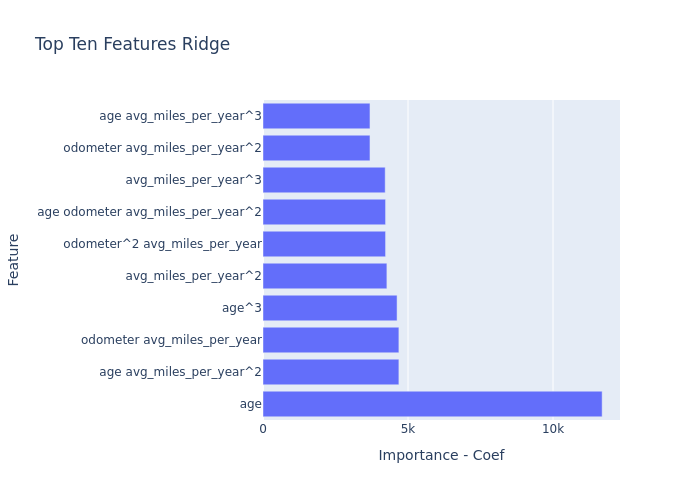 Top Ten Features Ridge
age avg_miles_per_year^3
odometer avg_miles_per_year^2
avg_miles_per_year^3
age odometer avg_miles_per_year^2
odometer^2 avg_miles_per_year
avg_miles_per_year^2
age^3
odometer avg_miles_per_year
age avg_miles_per_year^2
age
Feature
0 5k 10k
Importance - Coef